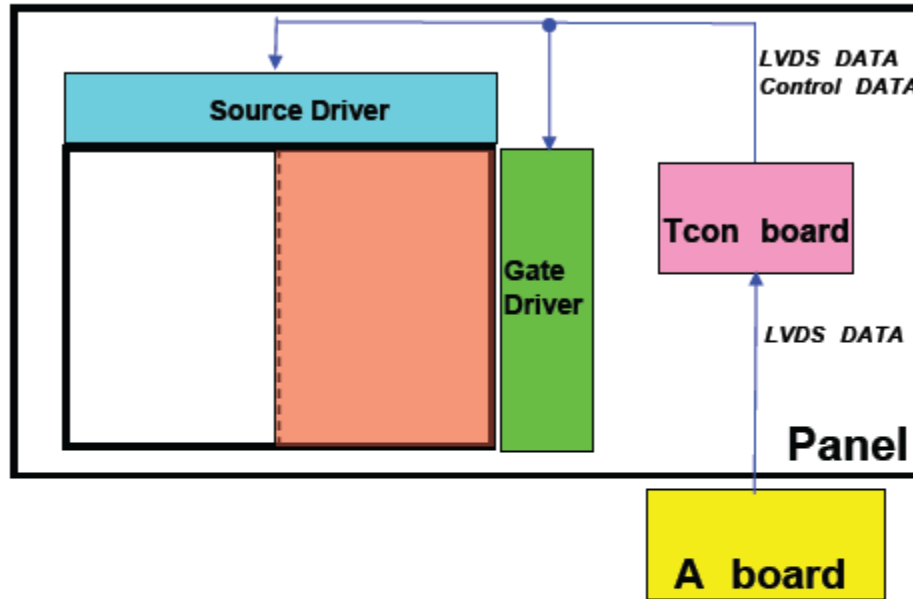 LVDS DATA
Control DATA
Source Driver
Tcon board
Gate
Driver
LVDS DATA
Panel
A board